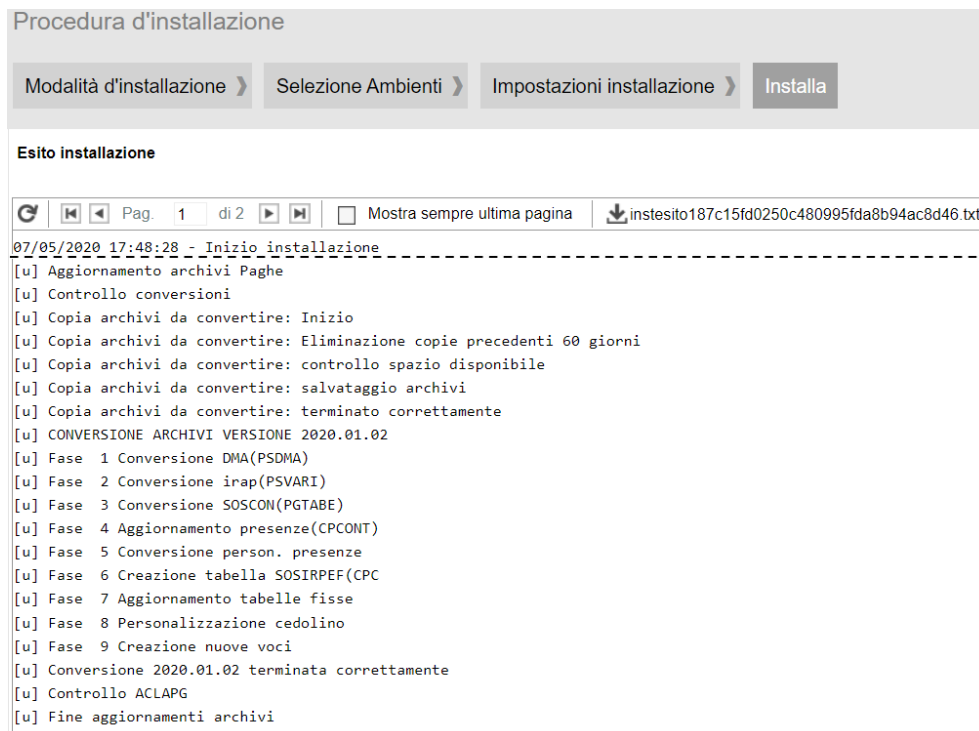 Procedura d'installazione
Modalità d'installazione ❱ Selezione Ambienti ❱ Impostazioni installazione ❱ Installa
Esito installazione
Pag. 1 di 2 Mostra sempre ultima pagina instesito187c15fd0250c480995fda8b94ac8d46.txt
07/05/2020 17:48:28 - Inizio installazione
[u] Aggiornamento archivi Paghe
[u] Controllo conversioni
[u] Copia archivi da convertire: Inizio
[u] Copia archivi da convertire: Eliminazione copie precedenti 60 giorni
[u] Copia archivi da convertire: controllo spazio disponibile
[u] Copia archivi da convertire: salvataggio archivi
[u] Copia archivi da convertire: terminato correttamente
[u] CONVERSIONE ARCHIVI VERSIONE 2020.01.02
[u] Fase  1 Conversione DMA(PSDMA)
[u] Fase  2 Conversione irap(PSVARI)
[u] Fase  3 Conversione SOSCON(PGTABE)
[u] Fase  4 Aggiornamento presenze(CPCONT)
[u] Fase  5 Conversione person. presenze
[u] Fase  6 Creazione tabella SOSIRPEF(CPC
[u] Fase  7 Aggiornamento tabelle fisse
[u] Fase  8 Personalizzazione cedolino
[u] Fase  9 Creazione nuove voci
[u] Conversione 2020.01.02 terminata correttamente
[u] Controllo ACLAPG
[u] Fine aggiornamenti archivi